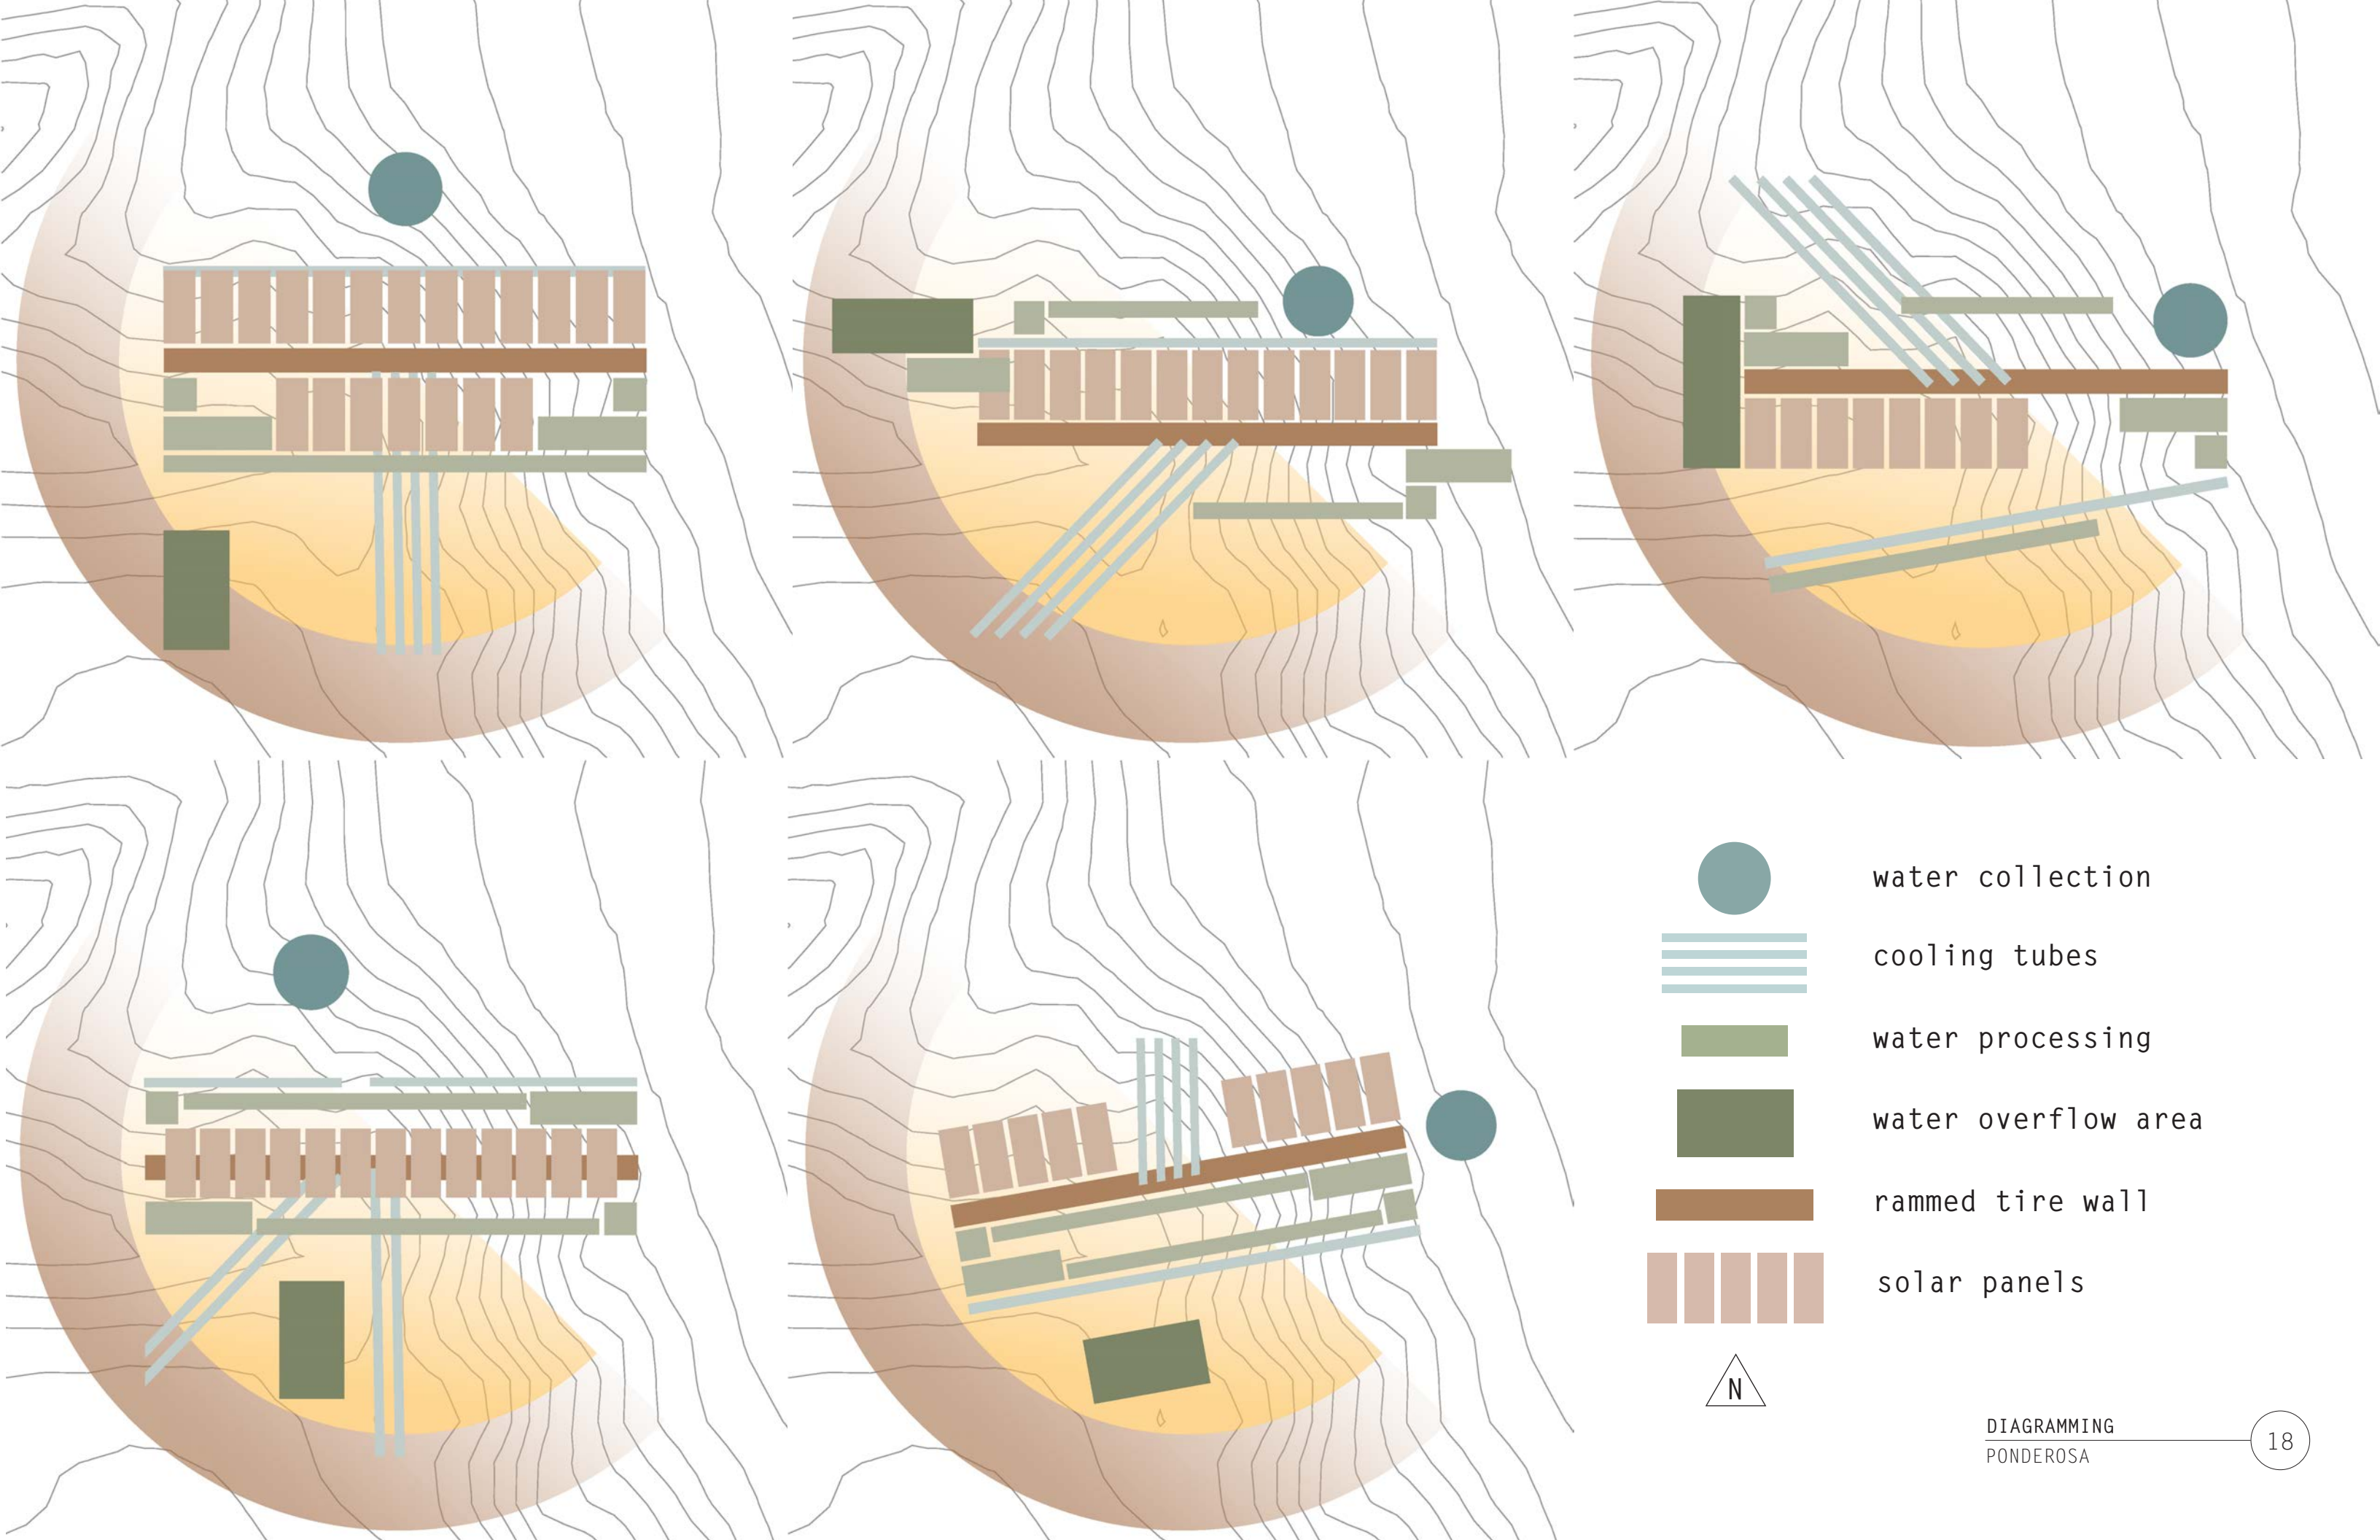 water collection
cooling tubes
water processing
water overflow area
rammed tire wall
solar panels
N
DIAGRAMMING
PONDEROSA
18